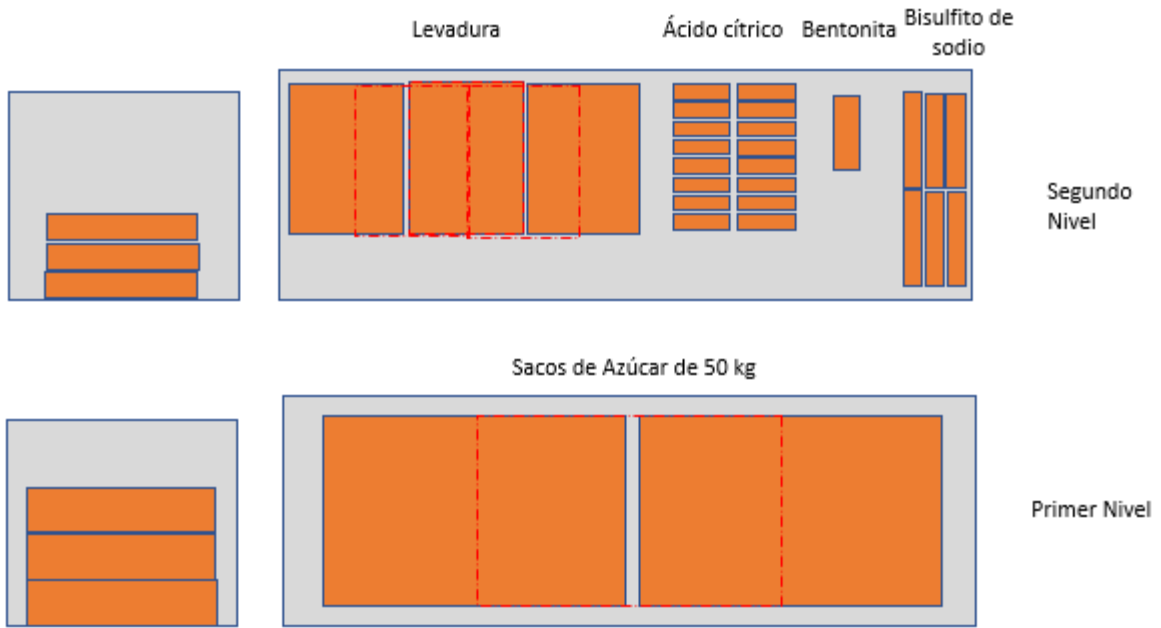 Levadura
Ácido cítrico
Bentonita
Bisulfito de
sodio
Segundo
Nivel
Sacos de Azúcar de 50 kg
Primer Nivel